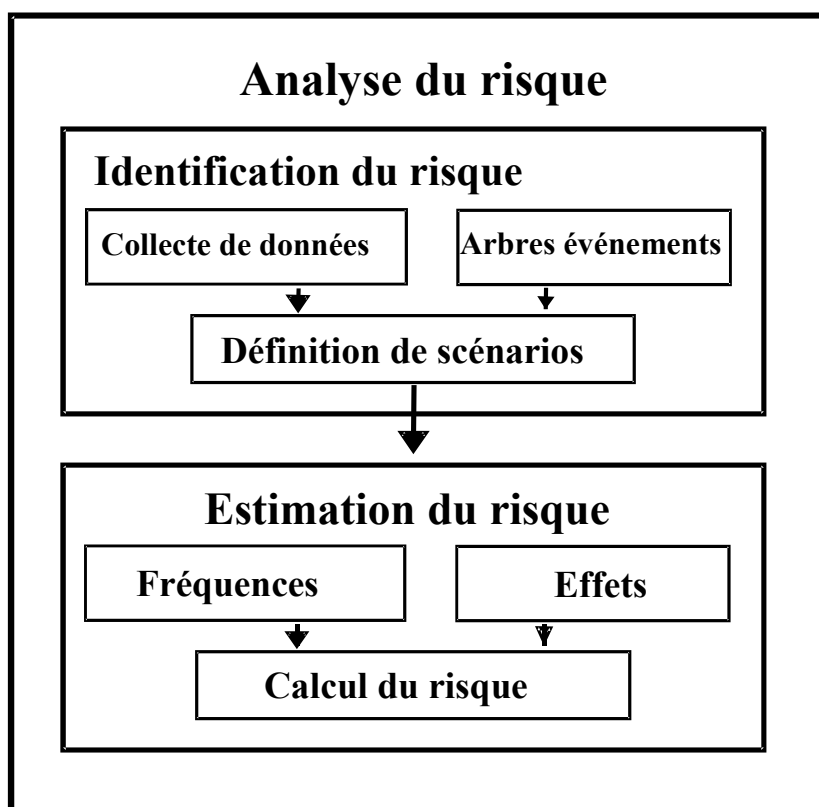 Analyse du risque
Identification du risque
Collecte de données
Arbres événements
Définition de scénarios
Estimation du risque
Fréquences
Effets
Calcul du risque